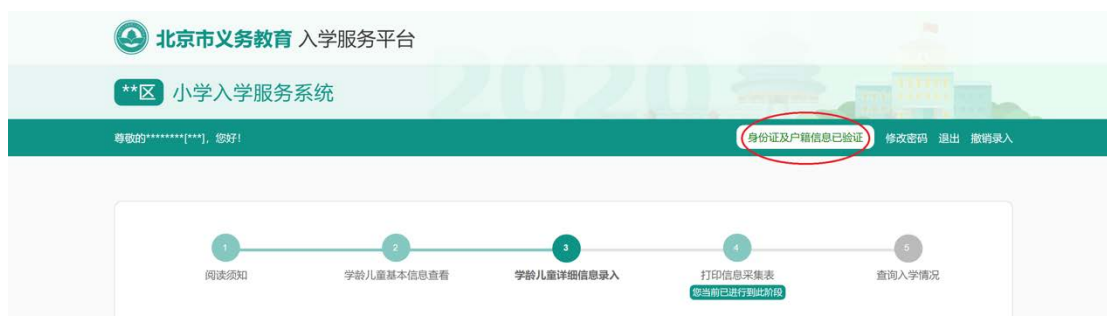 北京市义务教育 入学服务平台
**区 小学入学服务系统
2020
尊敬的********[***]，您好！ 身份证及户籍信息已验证 修改密码 退出 撤销录入
1 2 3 4 5
阅读须知 学龄儿童基本信息查看 学龄儿童详细信息录入 打印信息采集表 查询入学情况
您当前已进行到此阶段